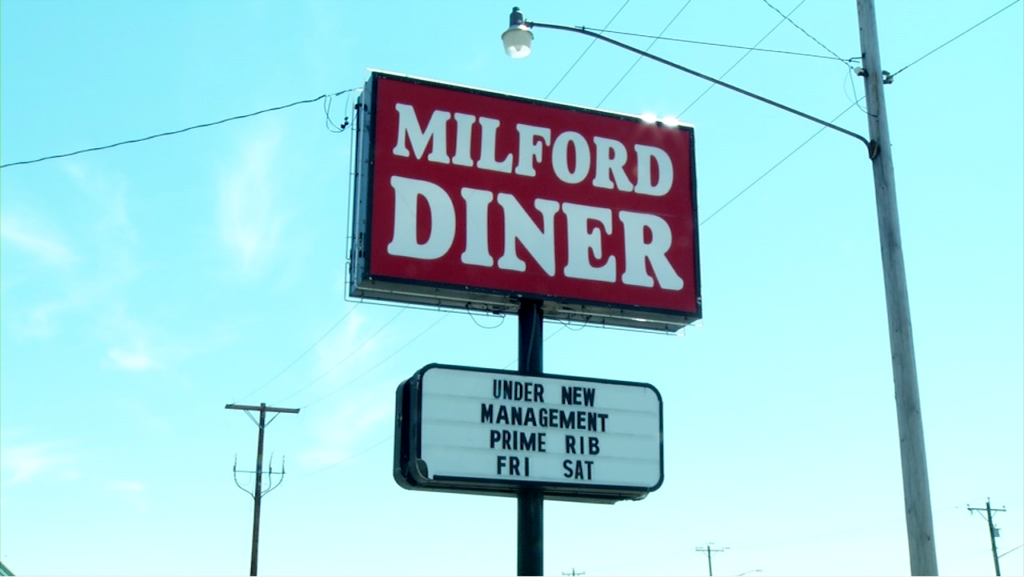 MILFORD
DINER
UNDER NEW
MANAGEMENT
PRIME RIB
FRI SAT